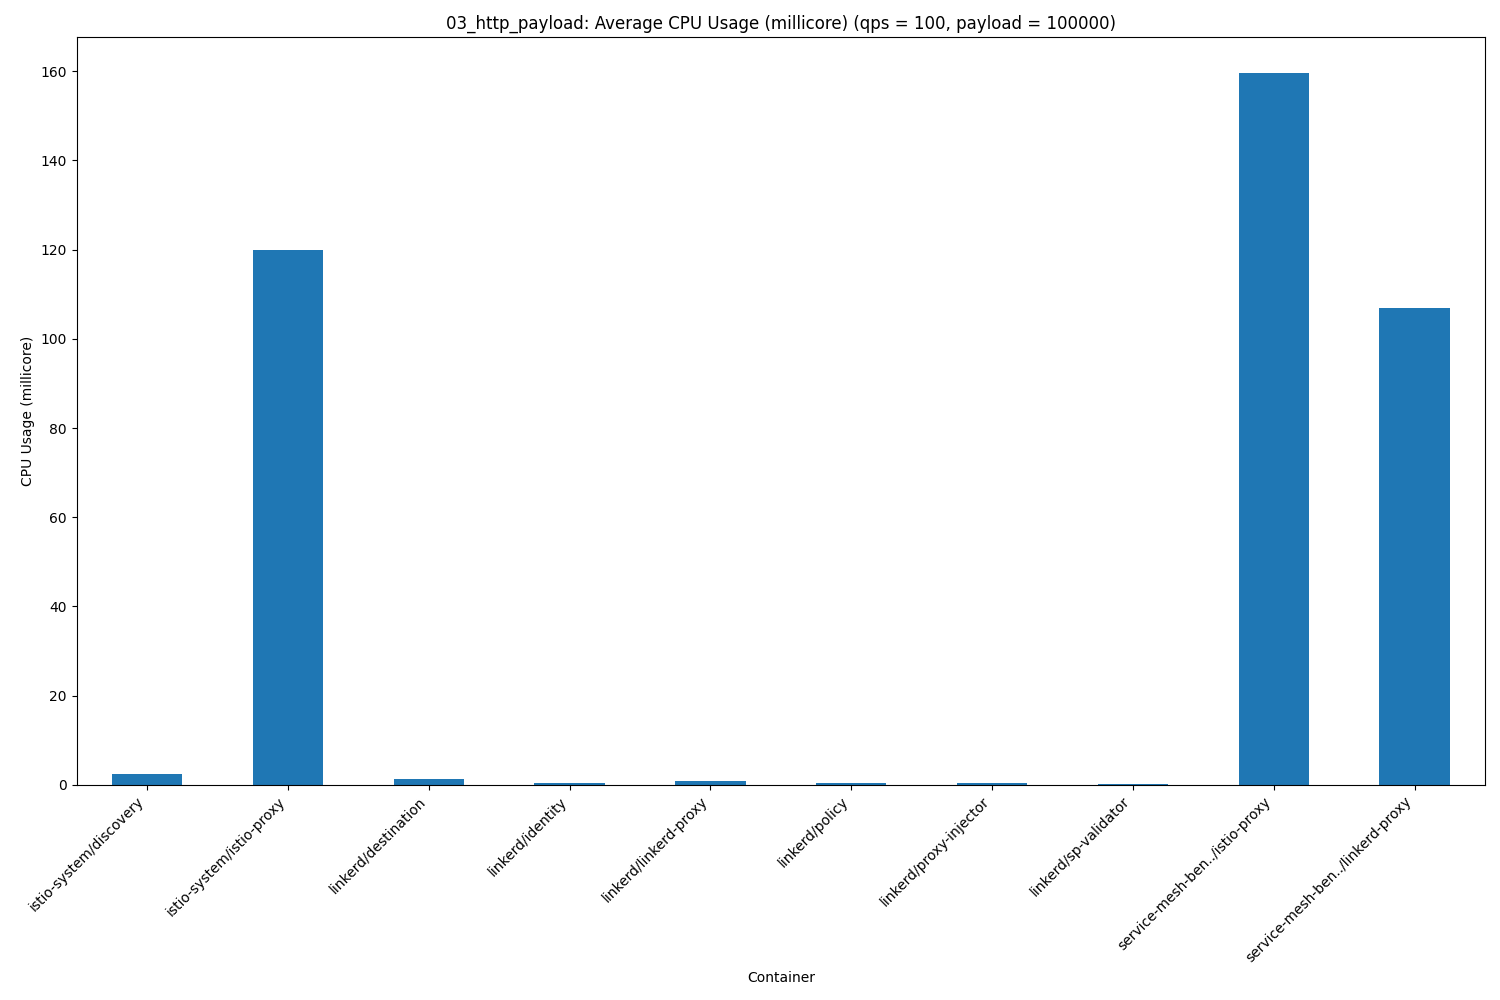 03_http_payload: Average CPU Usage (millicore) (qps = 100, payload = 100000)
CPU Usage (millicore)
160
140
120
100
80
60
40
20
0
istio-system/discovery
istio-system/istio-proxy
linkerd/destination
linkerd/identity
linkerd/linkerd-proxy
linkerd/policy
linkerd/proxy-injector
linkerd/sp-validator
service-mesh-ben../istio-proxy
service-mesh-ben../linkerd-proxy
Container